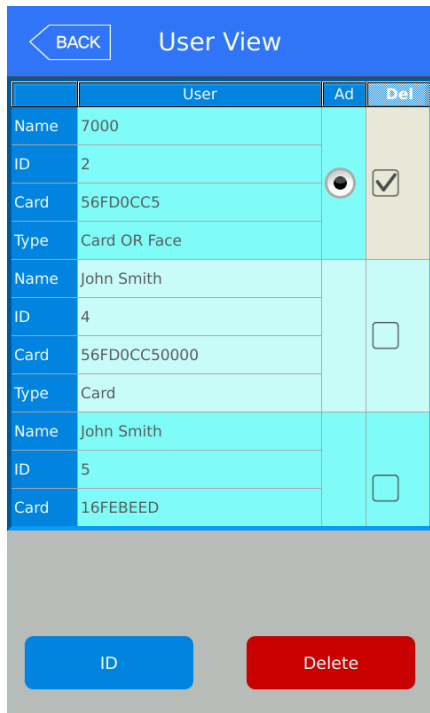 BACK User View
User Ad Del
Name 7000
ID 2
Card 56FD0CC5
Type Card OR Face
Name John Smith
ID 4
Card 56FD0CC50000
Type Card
Name John Smith
ID 5
Card 16FEBEED
ID Delete